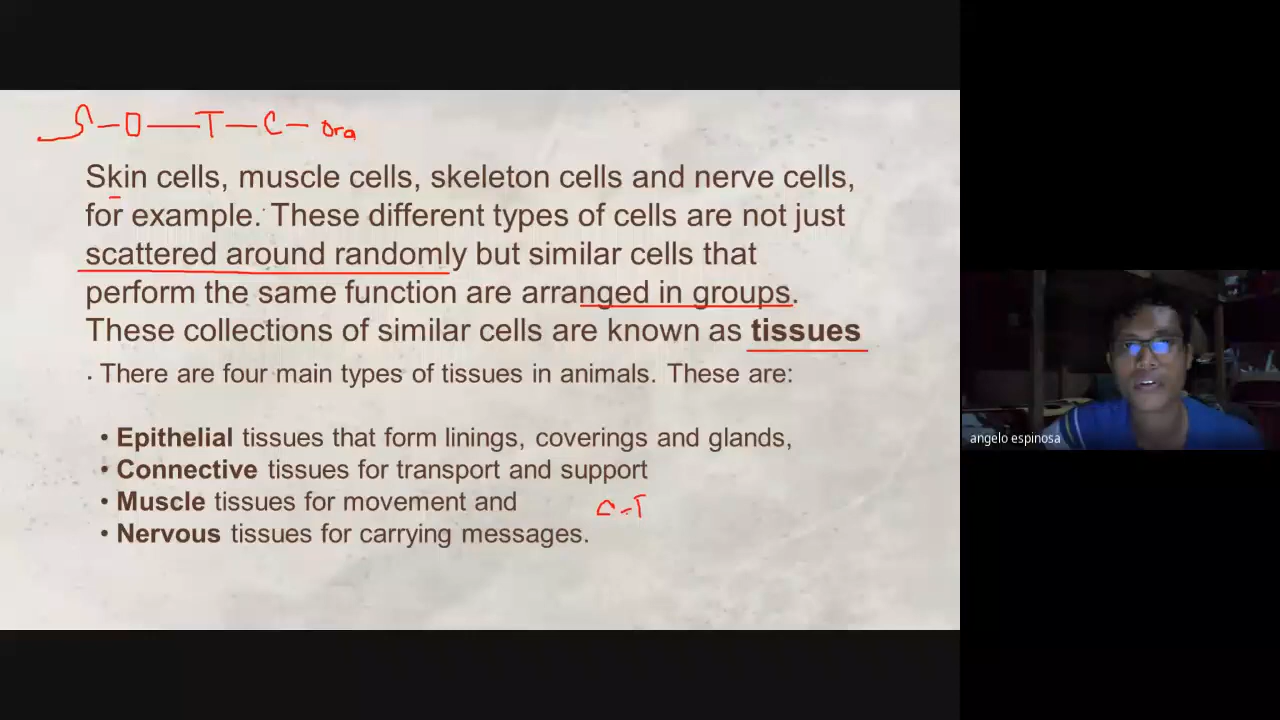 S-O-T-C-Org
Skin cells, muscle cells, skeleton cells and nerve cells,
for example. These different types of cells are not just
scattered around randomly but similar cells that
perform the same function are arranged in groups.
These collections of similar cells are known as tissues
There are four main types of tissues in animals. These are:
• Epithelial tissues that form linings, coverings and glands,
• Connective tissues for transport and support
• Muscle tissues for movement and
C-T
• Nervous tissues for carrying messages.
angelo espinosa